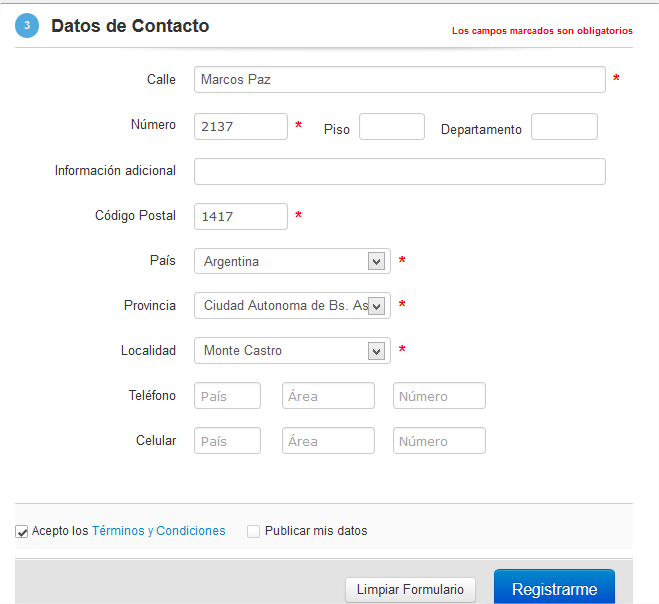 3 Datos de Contacto
Los campos marcados son obligatorios
Calle Marcos Paz *
Número 2137 * Piso Departamento
Información adicional
Código Postal 1417 *
País Argentina *
Provincia Ciudad Autonoma de Bs. As *
Localidad Monte Castro *
Teléfono País Área Número
Celular País Área Número
Acepto los Términos y Condiciones Publicar mis datos
Limpiar Formulario Registrarme